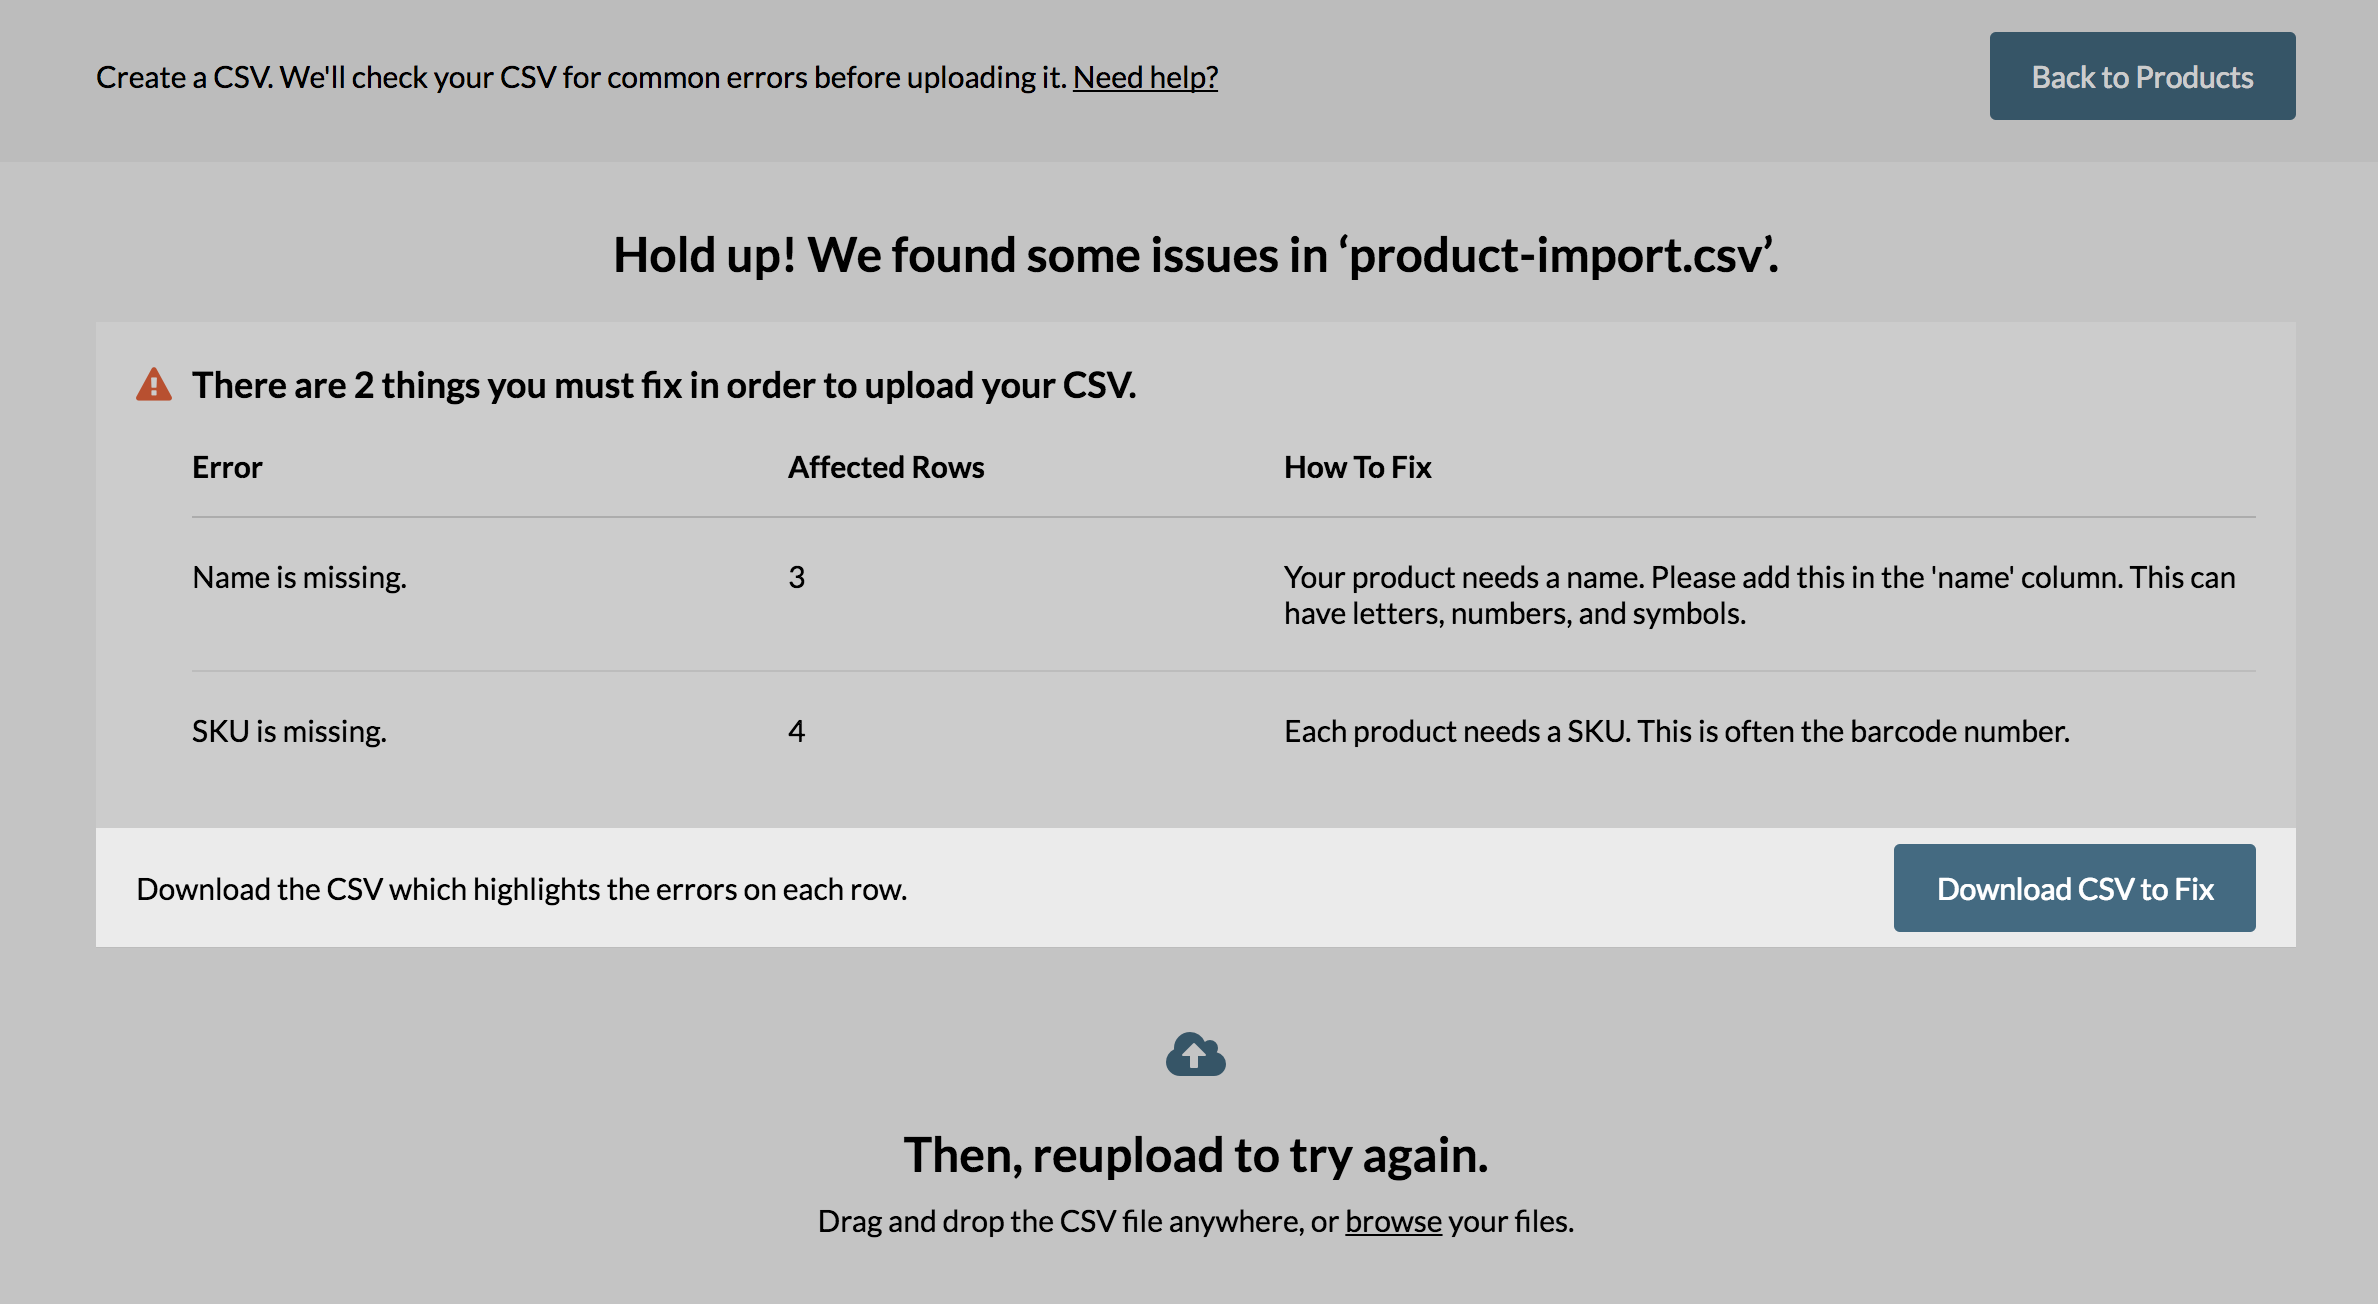 Create a CSV. We'll check your CSV for common errors before uploading it. Need help?
Back to Products
Hold up! We found some issues in ‘product-import.csv’.
There are 2 things you must fix in order to upload your CSV.
Error Affected Rows How To Fix
Name is missing. 3 Your product needs a name. Please add this in the 'name' column. This can
have letters, numbers, and symbols.
SKU is missing. 4 Each product needs a SKU. This is often the barcode number.
Download the CSV which highlights the errors on each row.
Download CSV to Fix
Then, reupload to try again.
Drag and drop the CSV file anywhere, or browse your files.